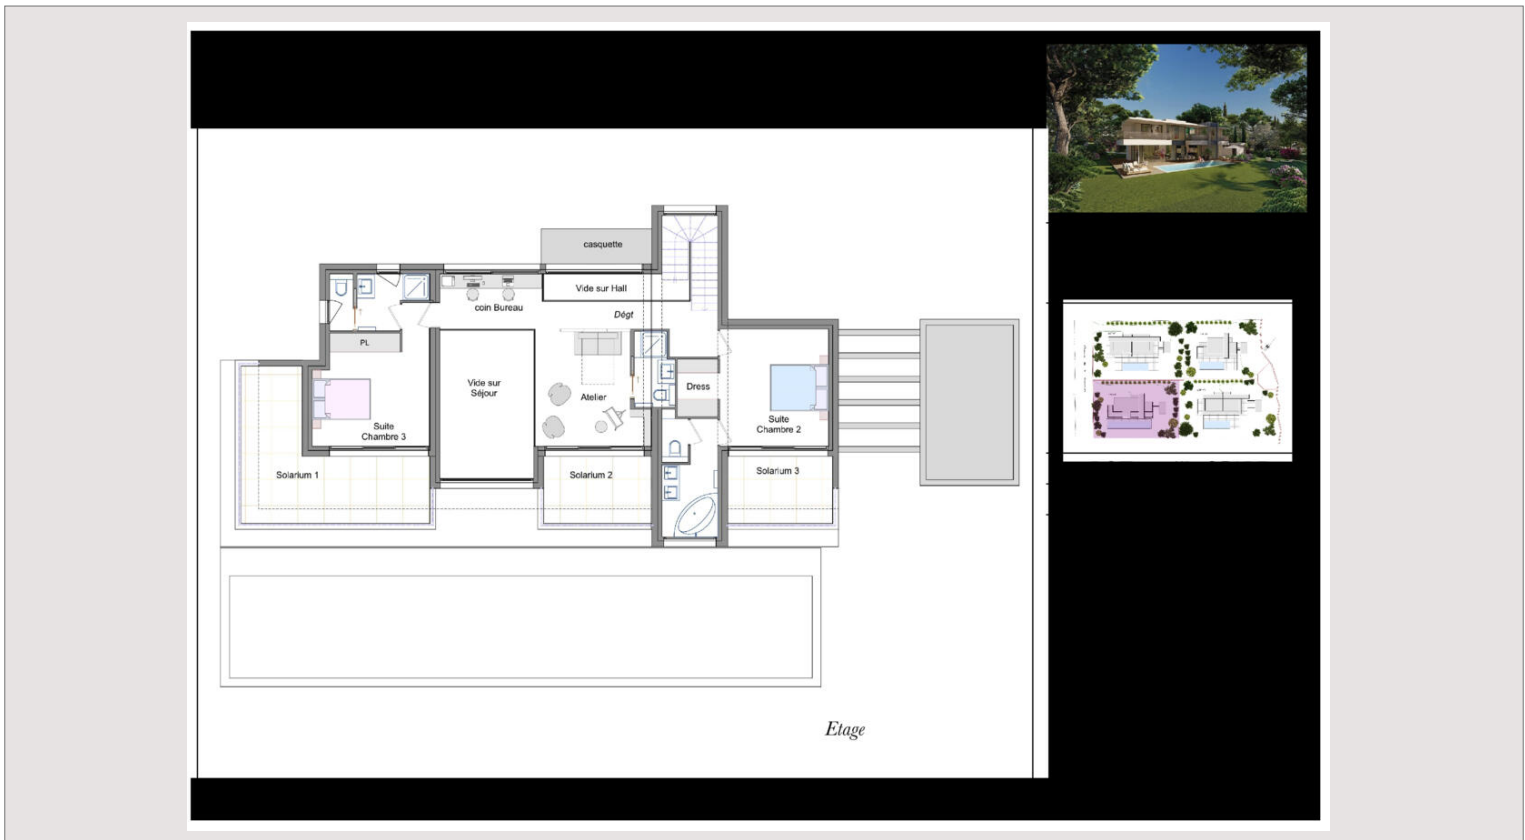 casquette
Vide sur Hall
coin Bureau
Dégt
PL
Vide sur
Séjour
Dress
Atelier
Suite
Chambre 3
Suite
Chambre 2
Solarium 1
Solarium 2
Solarium 3
Etage